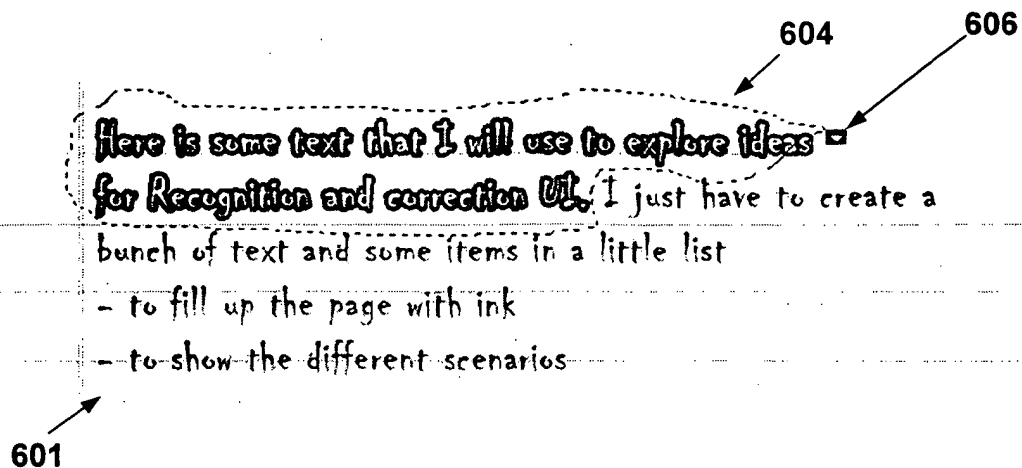 604
606
Here is some text that I will use to explore ideas
for Recognition and correction UI. I just have to create a
bunch of text and some items in a little list
- to fill up the page with ink
- to show the different scenarios
601